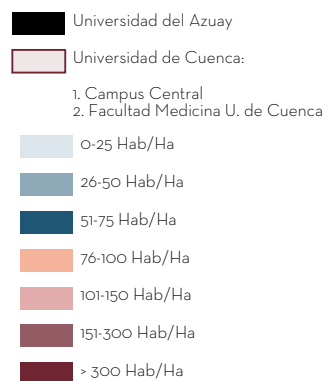 Universidad del Azuay
Universidad de Cuenca:
1. Campus Central
2. Facultad Medicina U. de Cuenca
0-25 Hab/Ha
26-50 Hab/Ha
51-75 Hab/Ha
76-100 Hab/Ha
101-150 Hab/Ha
151-300 Hab/Ha
> 300 Hab/Ha